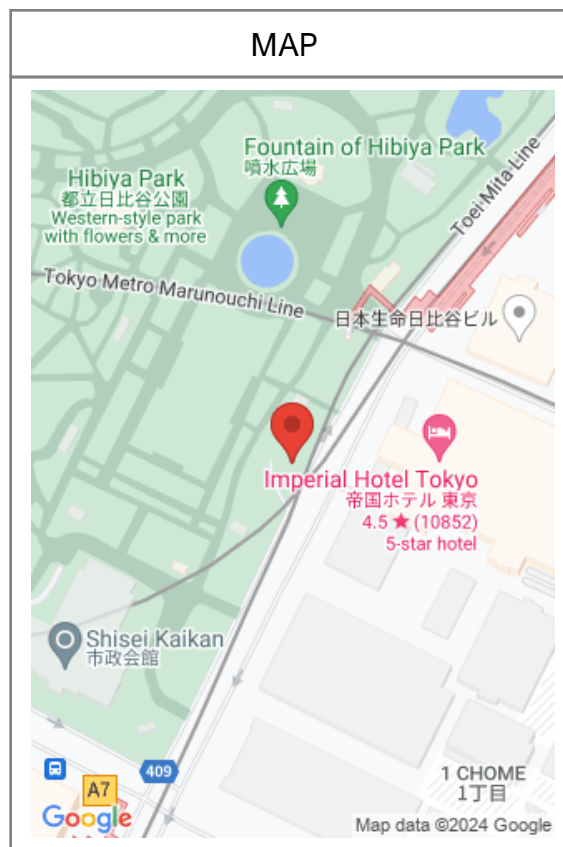 MAP
Fountain of Hibiya Park
噴水広場
Hibiya Park
都立日比谷公園
Western-style park
with flowers & more
Toei Mita Line
Tokyo Metro Marunouchi Line
日本生命日比谷ビル
Imperial Hotel Tokyo
帝国ホテル 東京
4.5 ★ (10852)
5-star hotel
Shisei Kaikan
市政会館
409
A7
1 CHOME
1丁目
Google
Map data ©2024 Google